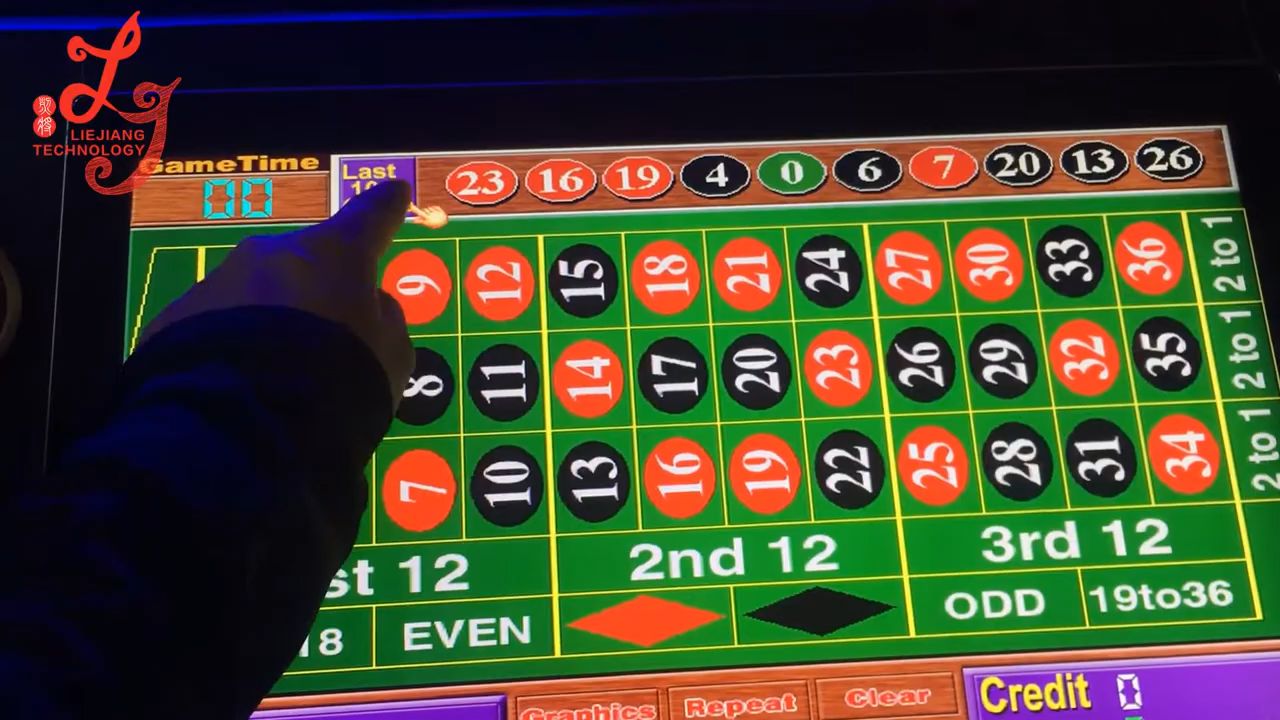 LIEJIANG
TECHNOLOGY
GameTime
00
Last
10
23 16 19 4 0 6 7 20 13 26
9 12 15 18 21 24 27 30 33 36 2 to 1
8 11 14 17 20 23 26 29 32 35 2 to 1
7 10 13 16 19 22 25 28 31 34 2 to 1
st 12 2nd 12 3rd 12
18 EVEN ODD 19to36
Graphics Repeat Clear Credit 0